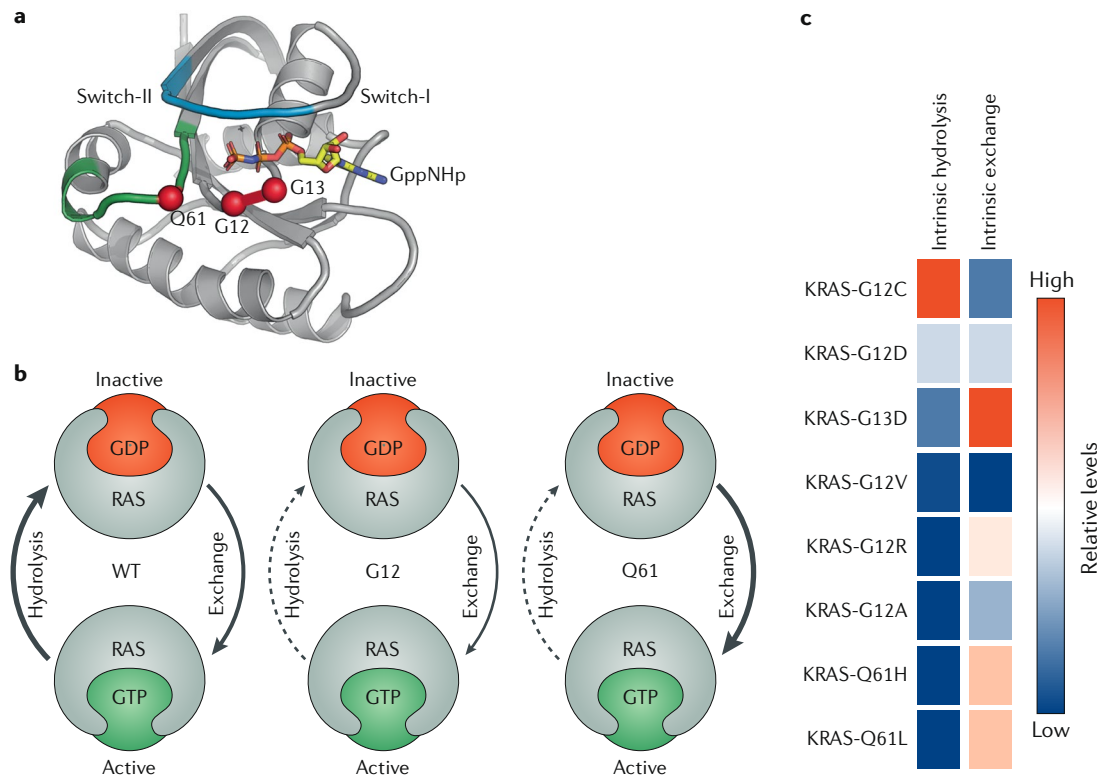 a
Switch-II
Switch-I
GppNHp
G13
Q61
G12
b
Inactive
Inactive
Inactive
GDP
GDP
GDP
RAS
RAS
RAS
Hydrolysis
WT
Exchange
Hydrolysis
G12
Exchange
Hydrolysis
Q61
Exchange
RAS
RAS
RAS
GTP
GTP
GTP
Active
Active
Active
c
Intrinsic hydrolysis
Intrinsic exchange
KRAS-G12C
KRAS-G12D
KRAS-G13D
KRAS-G12V
KRAS-G12R
KRAS-G12A
KRAS-Q61H
KRAS-Q61L
High
Relative levels
Low